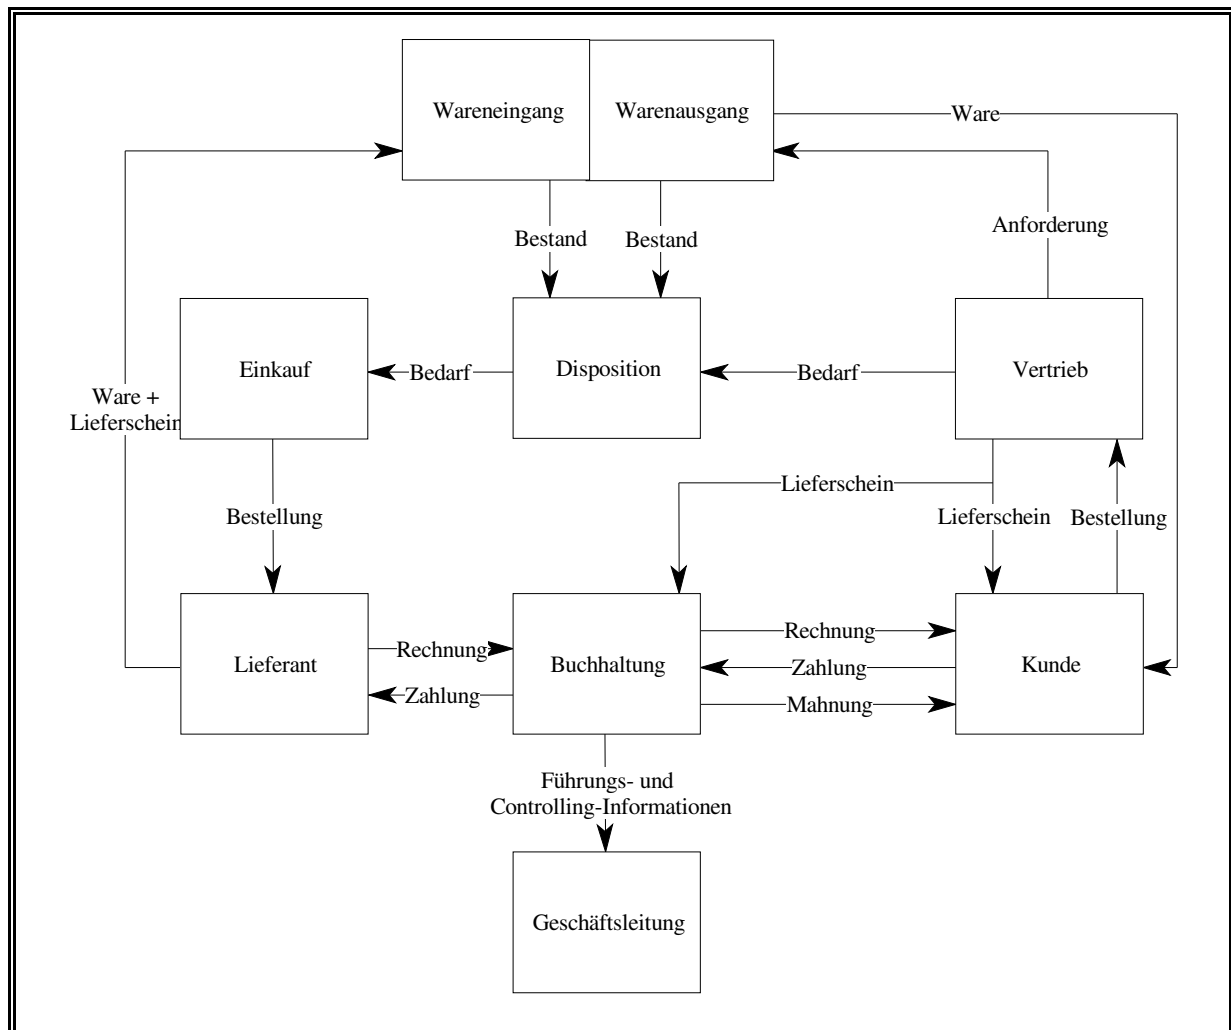 Wareneingang
Warenausgang
Ware
Anforderung
Bestand
Bestand
Einkauf
Bedarf
Disposition
Bedarf
Vertrieb
Ware +
Lieferschein
Lieferschein
Bestellung
Lieferschein
Bestellung
Lieferant
Rechnung
Zahlung
Buchhaltung
Rechnung
Zahlung
Mahnung
Kunde
Führungs- und
Controlling-Informationen
Geschäftsleitung